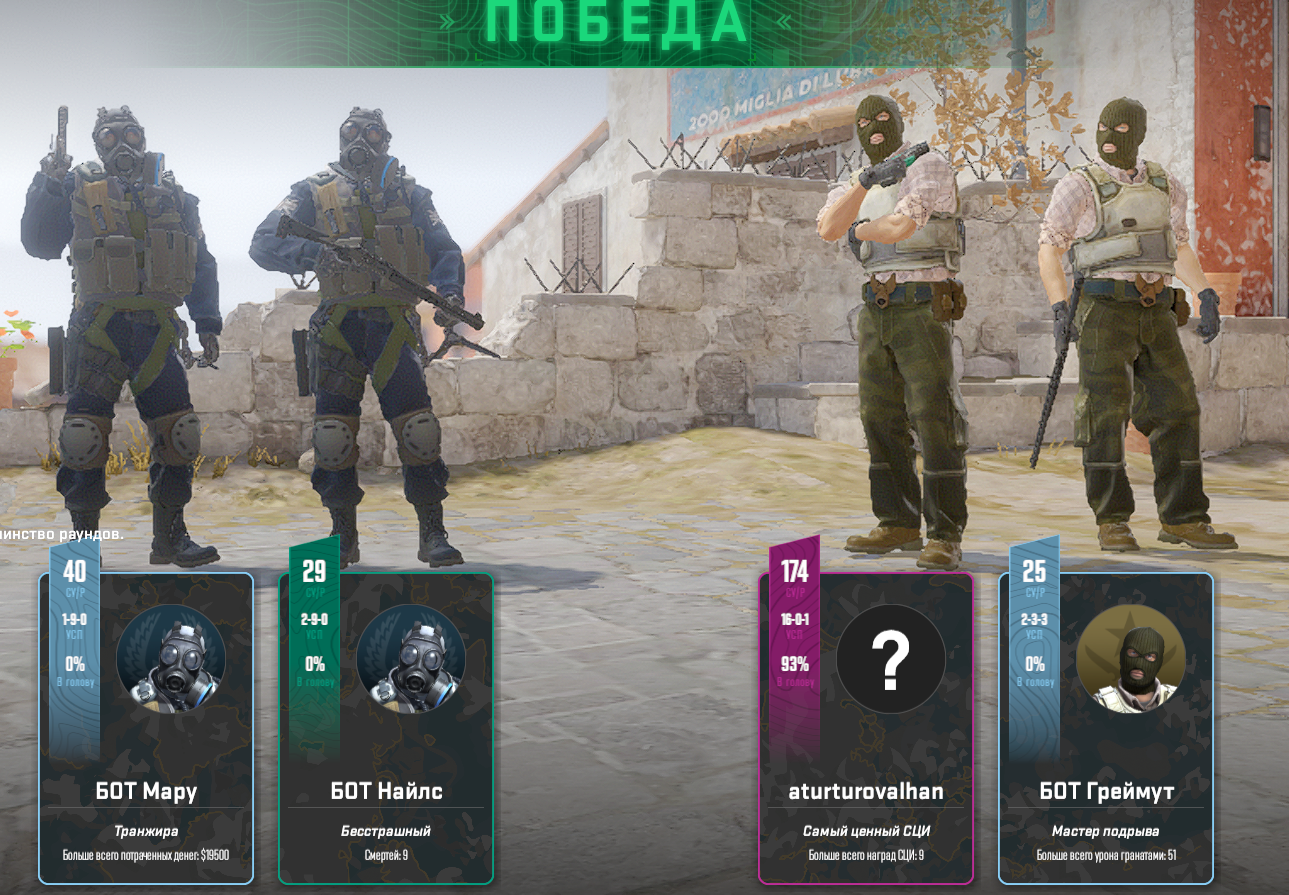 » ПОБЕДА «
2000 MIGLIA DI
инство раундов.
40
СУ/Р
1-9-0
УСП
0%
В голову
БОТ Мару
Транжира
Больше всего потраченных денег: $19500
29
СУ/Р
2-9-0
УСП
0%
В голову
БОТ Найлс
Бесстрашный
Смертей: 9
174
СУ/Р
16-0-1
УСП
93%
В голову
?
aturturovalhan
Самый ценный СЦИ
Больше всего наград СЦИ: 9
25
СУ/Р
2-3-3
УСП
0%
В голову
БОТ Греймут
Мастер подрыва
Больше всего урона гранатами: 51